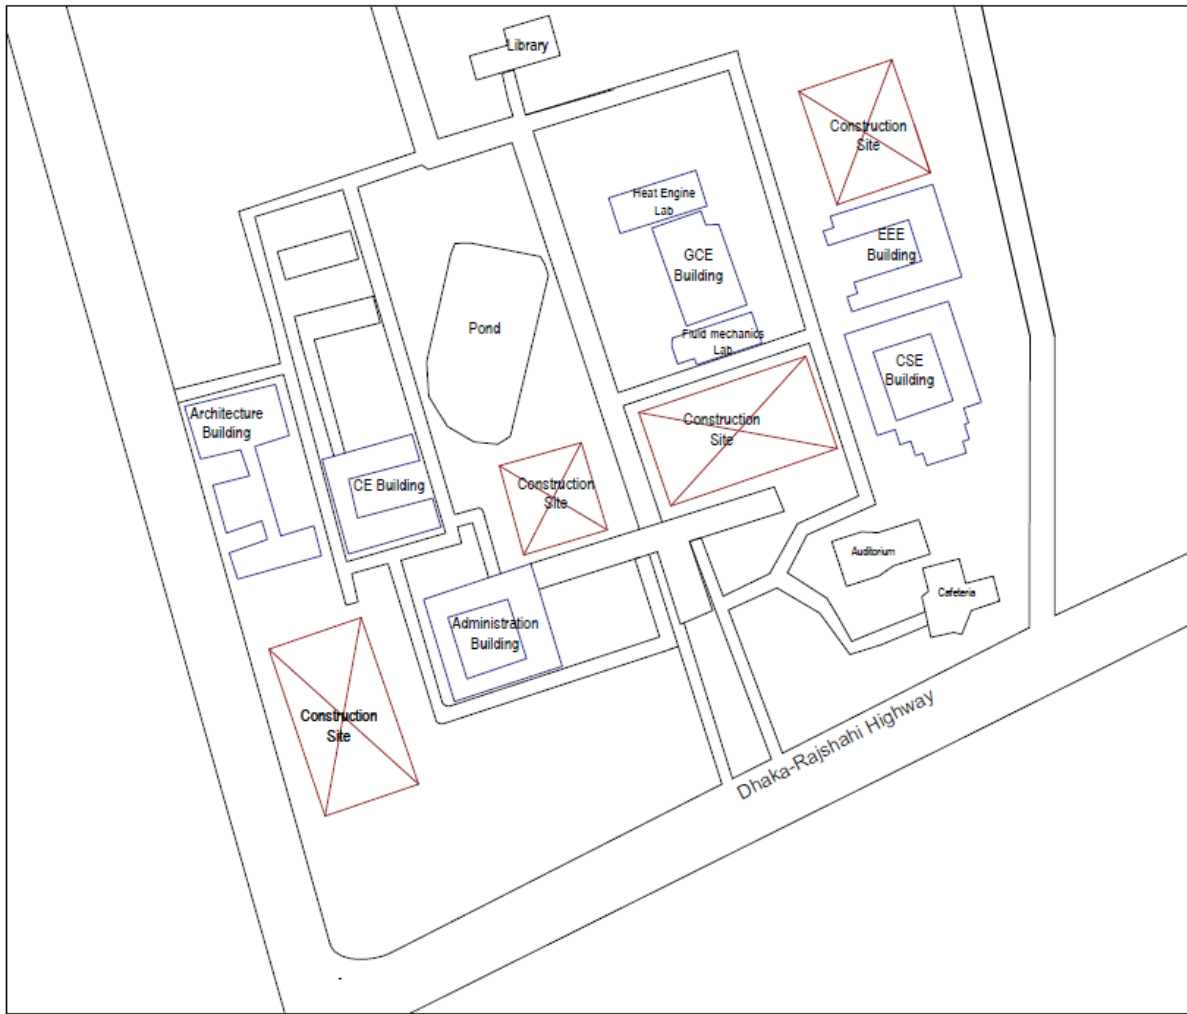 Library
Construction
Site
Heat Engine
Lab
EEE
Building
GCE
Building
Pond
Fluid mechanics
Lab
CSE
Building
Architecture
Building
Construction
Site
CE Building
Construction
Site
Auditorium
Cafeteria
Administration
Building
Construction
Site
Dhaka-Rajshahi Highway